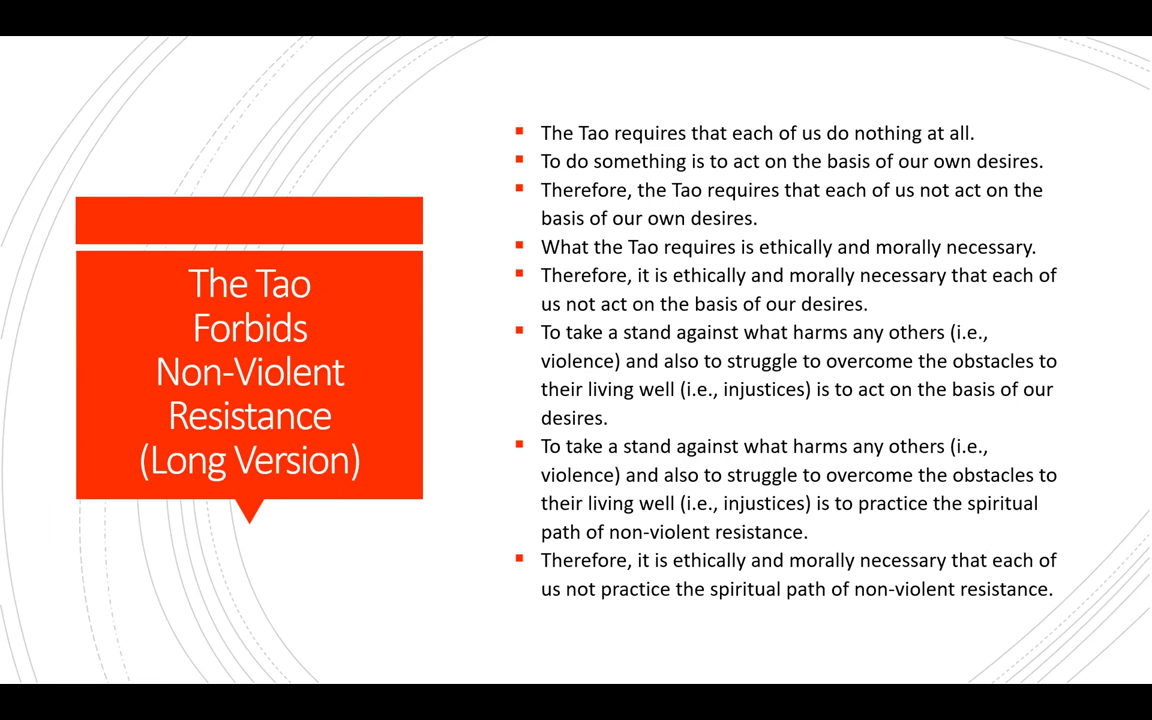 The Tao
Forbids
Non-Violent
Resistance
(Long Version)
The Tao requires that each of us do nothing at all.
To do something is to act on the basis of our own desires.
Therefore, the Tao requires that each of us not act on the
basis of our own desires.
What the Tao requires is ethically and morally necessary.
Therefore, it is ethically and morally necessary that each of
us not act on the basis of our desires.
To take a stand against what harms any others (i.e.,
violence) and also to struggle to overcome the obstacles to
their living well (i.e., injustices) is to act on the basis of our
desires.
To take a stand against what harms any others (i.e.,
violence) and also to struggle to overcome the obstacles to
their living well (i.e., injustices) is to practice the spiritual
path of non-violent resistance.
Therefore, it is ethically and morally necessary that each of
us not practice the spiritual path of non-violent resistance.